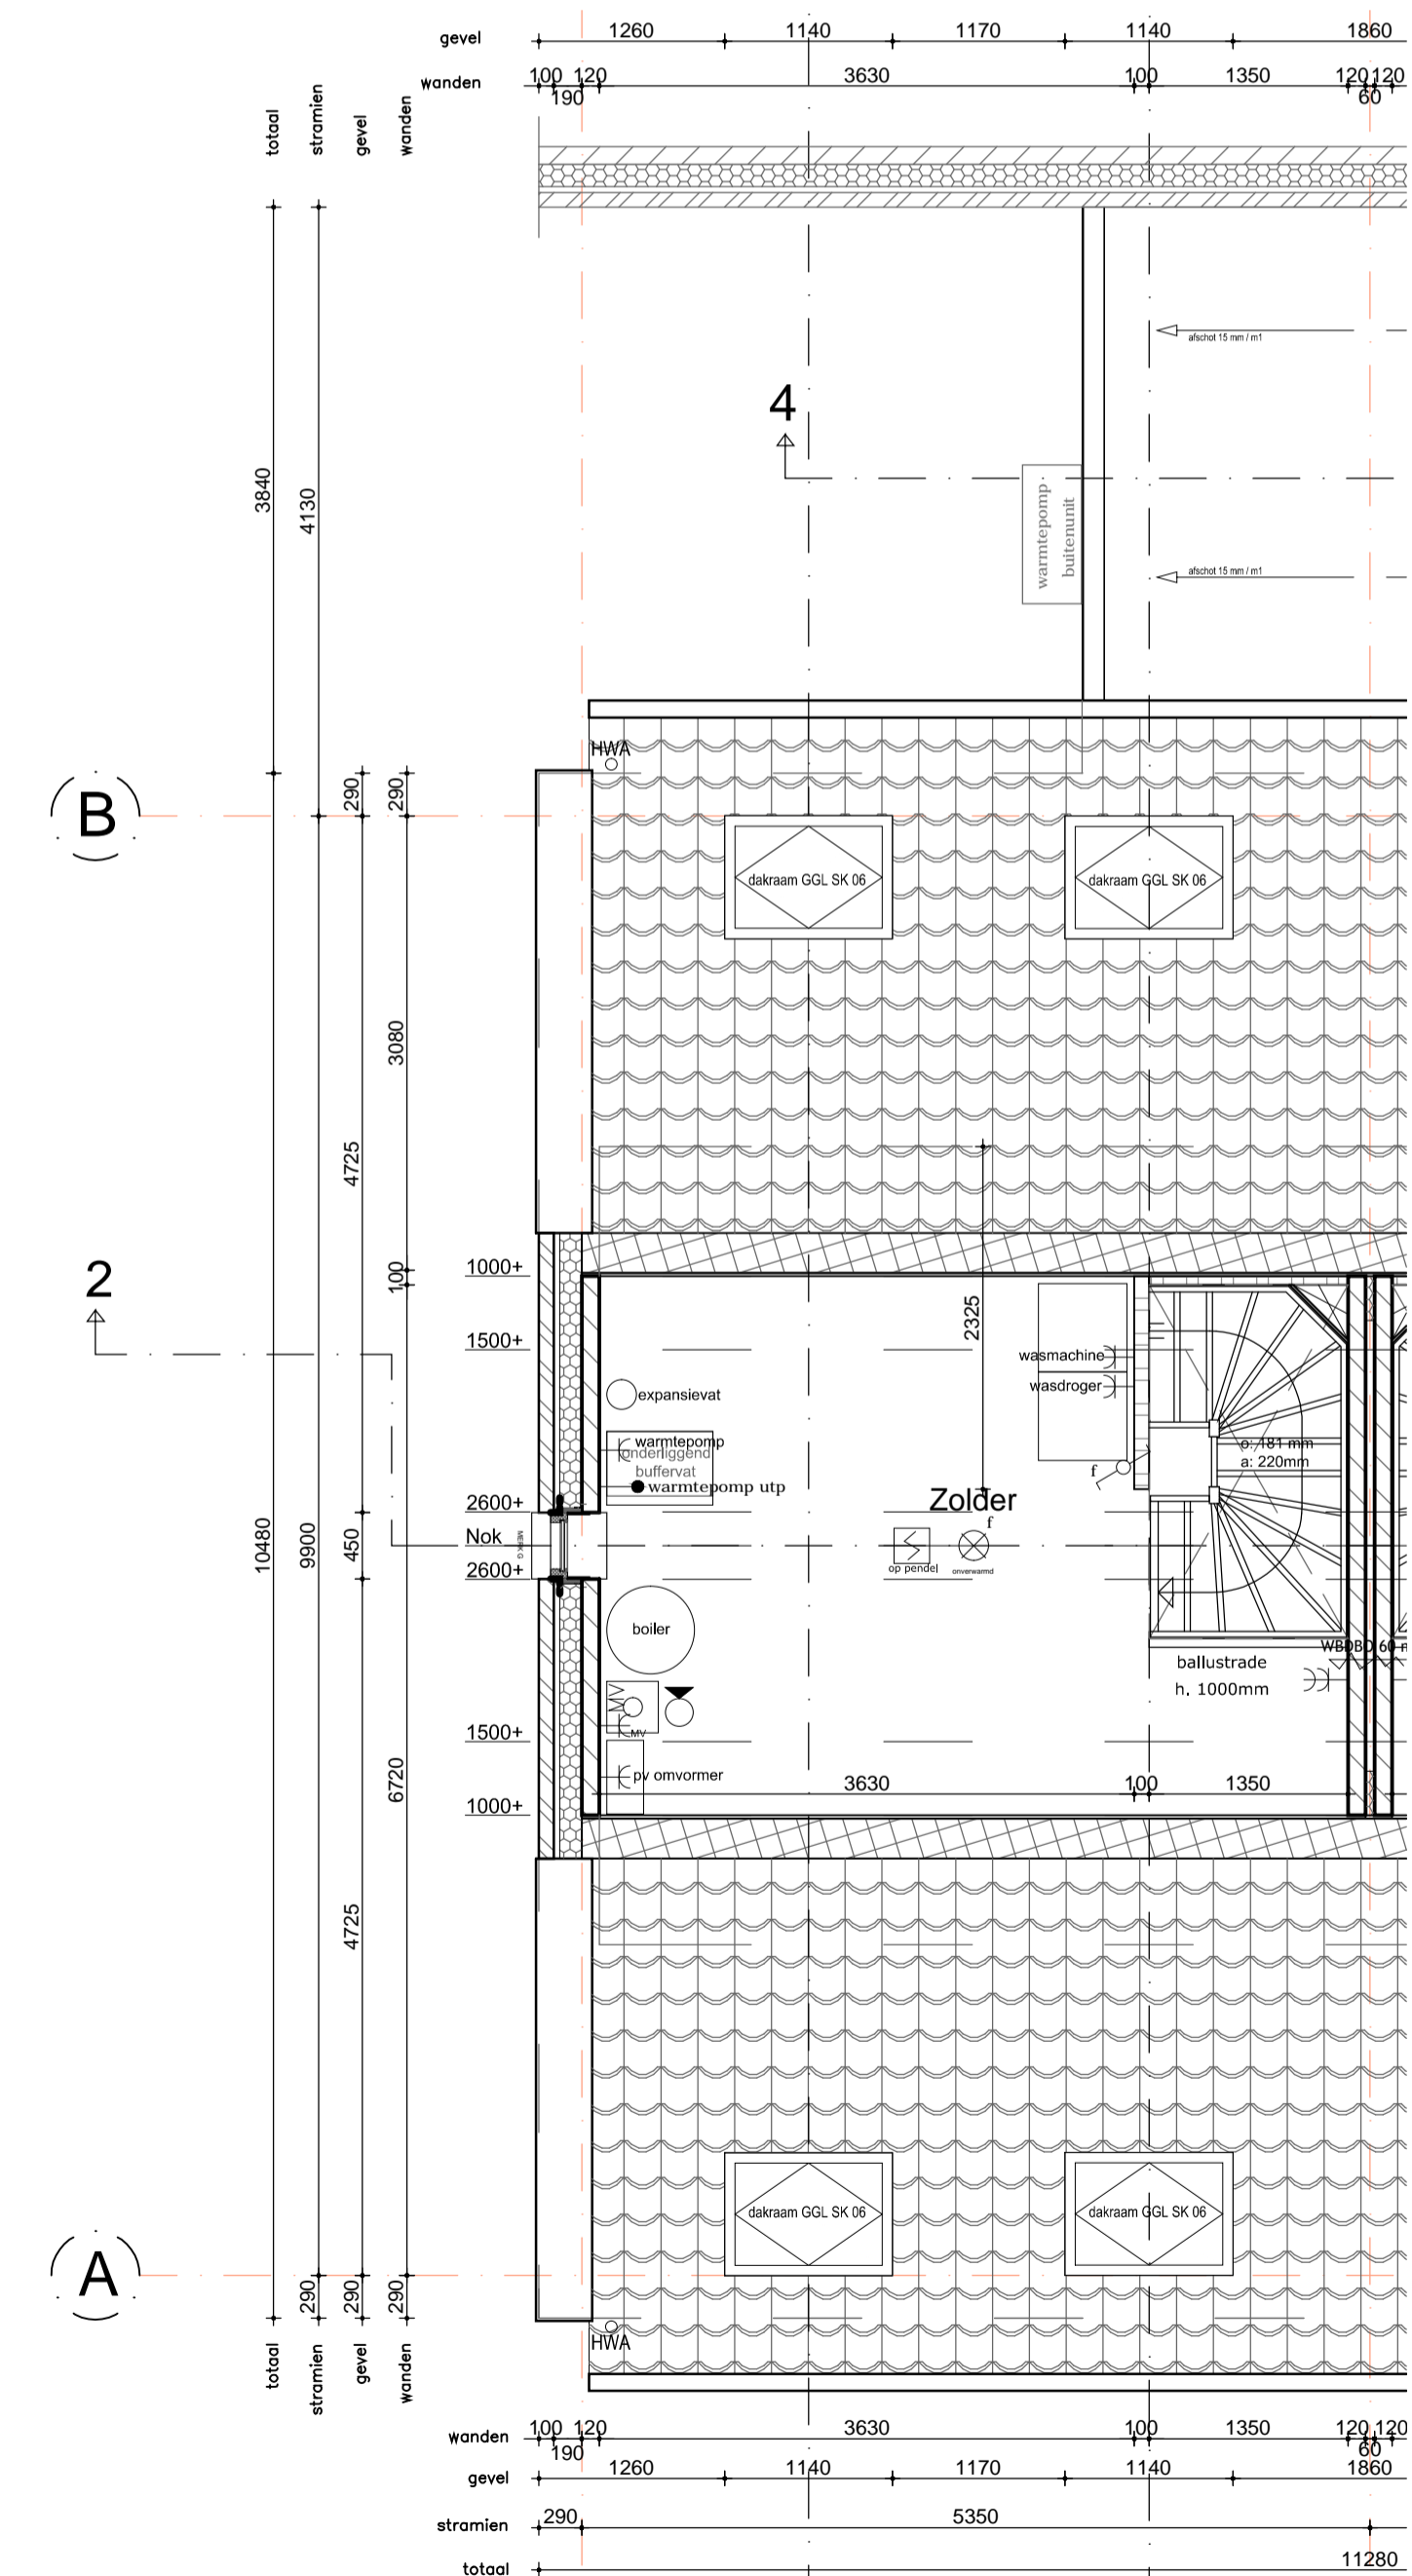 gevel 1260 1140 1170 1140 1860
wanden 100 120 3630 100 1350 120 120
190 60
totaal
stramien
gevel
wanden
4
3840
4130
warmtepomp
buitenunit
afschot 15 mm / m1
afschot 15 mm / m1
HWA
B
290
290
dakraam GGL SK 06
dakraam GGL SK 06
3080
4725
2
100
1000+
1500+
2325
wasmachine
wasdroger
expansievat
warmtepomp
onderliggend
buffervat
warmtepomp utp
o: 181 mm
a: 220mm
f
Zolder
f
2600+
Nok
MERK G
2600+
10480
9900
450
op pendel
onverwarmd
boiler
WBDBO 60
ballustrade
h. 1000mm
MV
MV
1500+
pv omvormer
6720
3630 100 1350
1000+
4725
dakraam GGL SK 06
dakraam GGL SK 06
A
290
290
290
HWA
totaal
stramien
gevel
wanden
wanden 100 120 3630 100 1350 120 120
190 60
gevel 1260 1140 1170 1140 1860
stramien 290 5350
totaal 11280